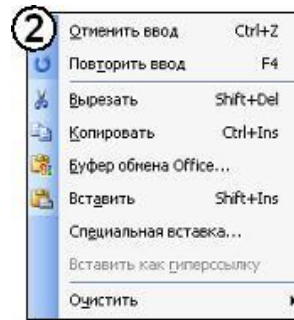 2
Отменить ввод Ctrl+Z
Повторить ввод F4
Вырезать Shift+Del
Копировать Ctrl+Ins
Буфер обмена Office...
Вставить Shift+Ins
Специальная вставка...
Вставить как гиперссылку
Очистить